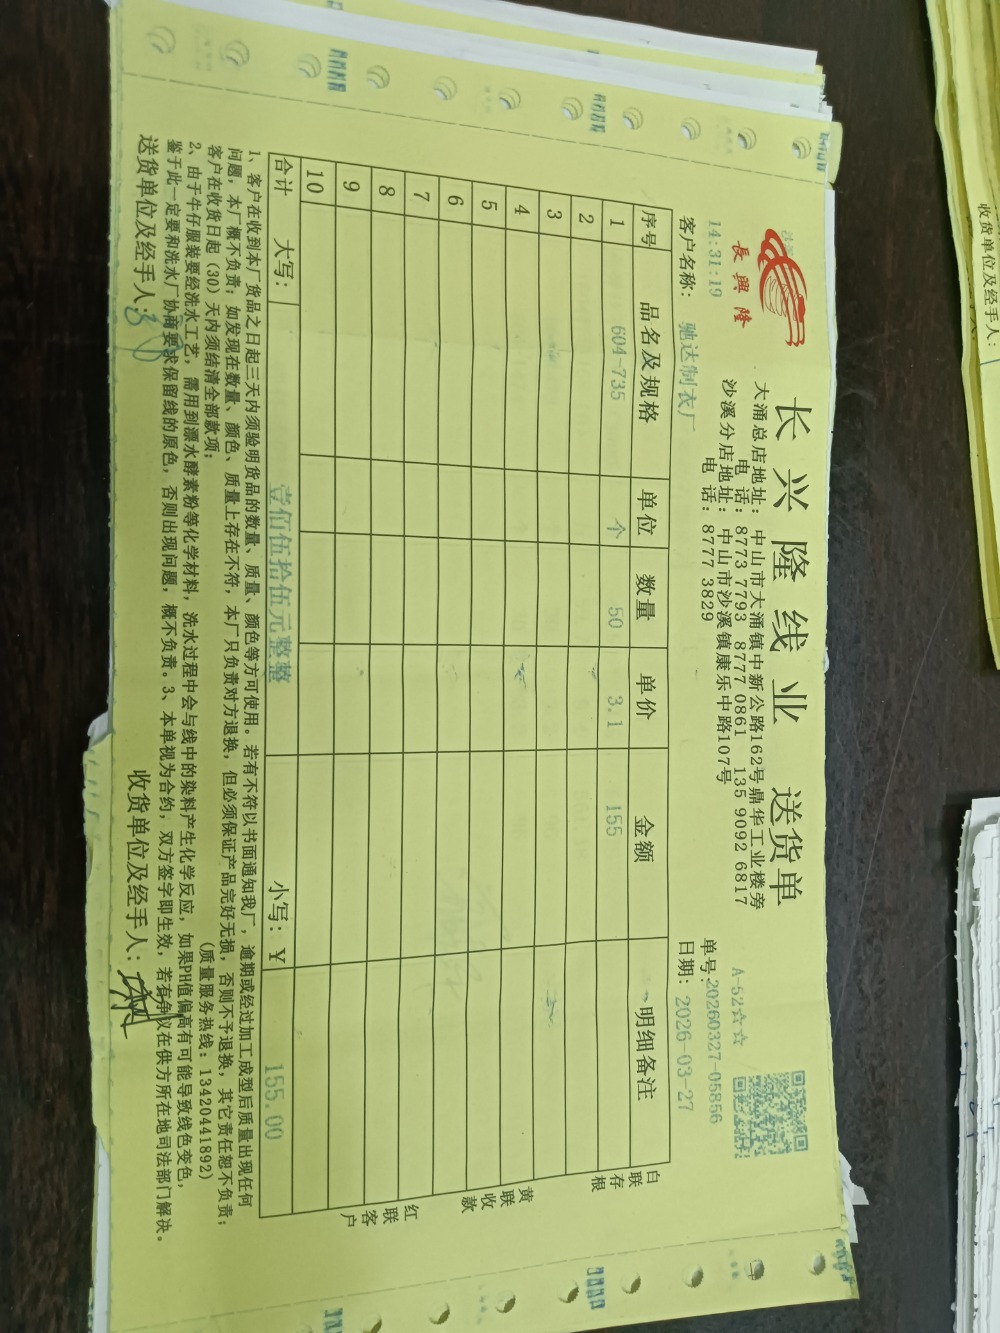 長興隆
长兴隆线业 送货单
A-52☆☆
大涌总店地址：中山市大涌镇中新公路162号鼎华工业楼旁
电 话：8773 7793 8777 0861 135 9092 6817
沙溪分店地址：中山市沙溪镇康乐中路107号
电 话：8777 3829
14:31:19
单号：20260327-05856
客户名称：驰达制衣厂
日期：2026-03-27
序号 品名及规格 单位 数量 单价 金额 明细备注
1 604-735 个 50 3.1 155
2
3
4
5
6
7
8
9
10
合计 大写：壹佰伍拾伍元整整 小写：￥ 155.00
白联存根
黄联收款
红联客户
1、客户在收到本厂货品之日起三天内须验明货品的数量、质量、颜色等方可使用。若有不符以书面通知我厂，逾期或经过加工成型后质量出现任何
问题，本厂概不负责；如发现在数量、颜色、质量上存在不符，本厂只负责对方退换，但必须保证产品完好无损，否则不予退换，其它责任恕不负责；
客户在收货日起（30）天内须结清全部款项； （质量服务热线：13420441892）
2、由于牛仔服装要经洗水工艺，需用到漂水酵素粉等化学材料，洗水过程中会与线中的染料产生化学反应，如果PH值偏高有可能导致线色变色，
鉴于此一定要和洗水厂协商要求保留线的原色，否则出现问题，概不负责。3、本单视为合约，双方签字即生效，若有争议在供方所在地司法部门解决。
送货单位及经手人：
收货单位及经手人：
收货单位及经手人：